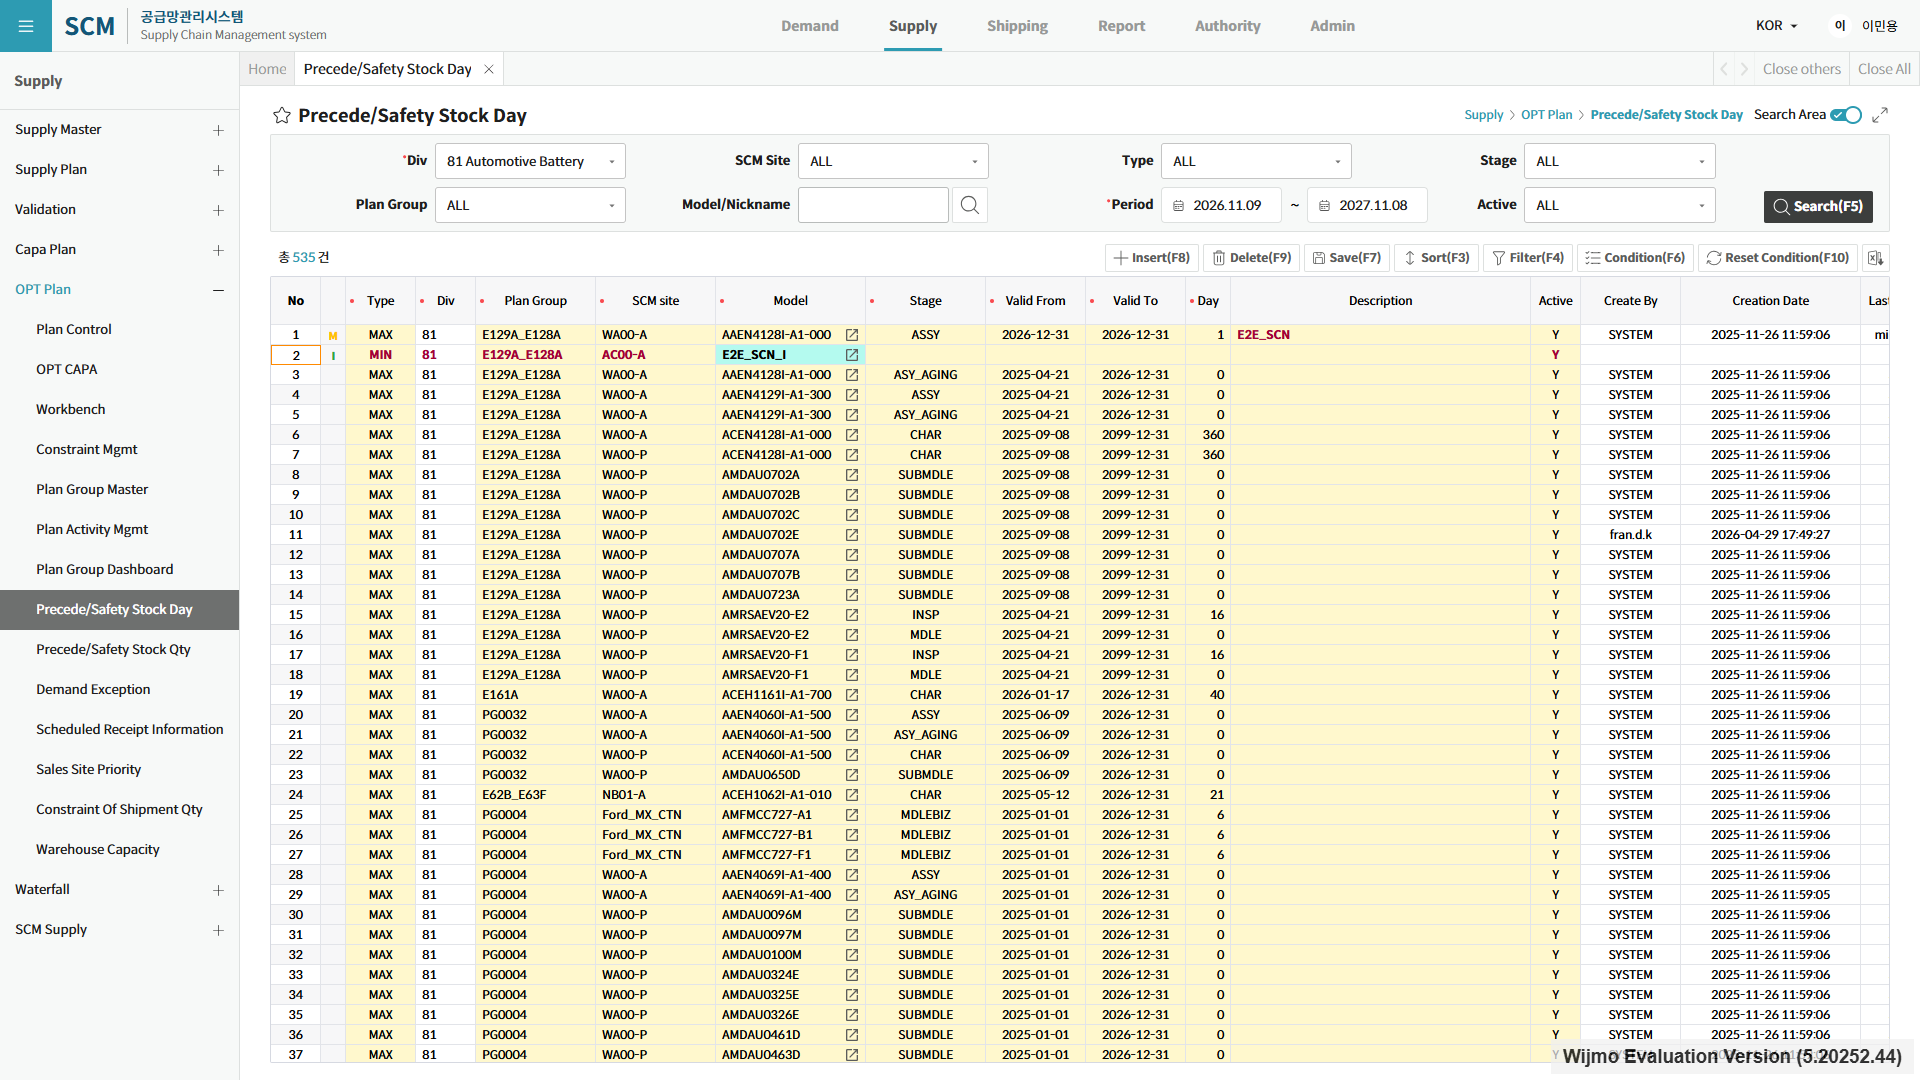 SCM 공급망관리시스템
Supply Chain Management system
Demand Supply Shipping Report Authority Admin
KOR 이 이민용
Supply
Home Precede/Safety Stock Day
Close others Close All
Supply Master
Supply Plan
Validation
Capa Plan
OPT Plan
Plan Control
OPT CAPA
Workbench
Constraint Mgmt
Plan Group Master
Plan Activity Mgmt
Plan Group Dashboard
Precede/Safety Stock Day
Precede/Safety Stock Qty
Demand Exception
Scheduled Receipt Information
Sales Site Priority
Constraint Of Shipment Qty
Warehouse Capacity
Waterfall
SCM Supply
Precede/Safety Stock Day
Supply > OPT Plan > Precede/Safety Stock Day Search Area
*Div 81 Automotive Battery SCM Site ALL Type ALL Stage ALL
Plan Group ALL Model/Nickname *Period 2026.11.09 ~ 2027.11.08 Active ALL Search(F5)
총 535 건
Insert(F8) Delete(F9) Save(F7) Sort(F3) Filter(F4) Condition(F6) Reset Condition(F10)
No Type Div Plan Group SCM site Model Stage Valid From Valid To Day Description Active Create By Creation Date Las
1 M MAX 81 E129A_E128A WA00-A AAEN4128I-A1-000 ASSY 2026-12-31 2026-12-31 1 E2E_SCN Y SYSTEM 2025-11-26 11:59:06 mi
2 I MIN 81 E129A_E128A AC00-A E2E_SCN_I Y
3 MAX 81 E129A_E128A WA00-A AAEN4128I-A1-000 ASY_AGING 2025-04-21 2026-12-31 0 Y SYSTEM 2025-11-26 11:59:06
4 MAX 81 E129A_E128A WA00-A AAEN4129I-A1-300 ASSY 2025-04-21 2026-12-31 0 Y SYSTEM 2025-11-26 11:59:06
5 MAX 81 E129A_E128A WA00-A AAEN4129I-A1-300 ASY_AGING 2025-04-21 2026-12-31 0 Y SYSTEM 2025-11-26 11:59:06
6 MAX 81 E129A_E128A WA00-A ACEN4128I-A1-000 CHAR 2025-09-08 2099-12-31 360 Y SYSTEM 2025-11-26 11:59:06
7 MAX 81 E129A_E128A WA00-P ACEN4128I-A1-000 CHAR 2025-09-08 2099-12-31 360 Y SYSTEM 2025-11-26 11:59:06
8 MAX 81 E129A_E128A WA00-P AMDAU0702A SUBMDLE 2025-09-08 2099-12-31 0 Y SYSTEM 2025-11-26 11:59:06
9 MAX 81 E129A_E128A WA00-P AMDAU0702B SUBMDLE 2025-09-08 2099-12-31 0 Y SYSTEM 2025-11-26 11:59:06
10 MAX 81 E129A_E128A WA00-P AMDAU0702C SUBMDLE 2025-09-08 2099-12-31 0 Y SYSTEM 2025-11-26 11:59:06
11 MAX 81 E129A_E128A WA00-P AMDAU0702E SUBMDLE 2025-09-08 2099-12-31 0 Y fran.d.k 2026-04-29 17:49:27
12 MAX 81 E129A_E128A WA00-P AMDAU0707A SUBMDLE 2025-09-08 2099-12-31 0 Y SYSTEM 2025-11-26 11:59:06
13 MAX 81 E129A_E128A WA00-P AMDAU0707B SUBMDLE 2025-09-08 2099-12-31 0 Y SYSTEM 2025-11-26 11:59:06
14 MAX 81 E129A_E128A WA00-P AMDAU0723A SUBMDLE 2025-09-08 2099-12-31 0 Y SYSTEM 2025-11-26 11:59:06
15 MAX 81 E129A_E128A WA00-P AMRSAEV20-E2 INSP 2025-04-21 2099-12-31 16 Y SYSTEM 2025-11-26 11:59:06
16 MAX 81 E129A_E128A WA00-P AMRSAEV20-E2 MDLE 2025-04-21 2099-12-31 0 Y SYSTEM 2025-11-26 11:59:06
17 MAX 81 E129A_E128A WA00-P AMRSAEV20-F1 INSP 2025-04-21 2099-12-31 16 Y SYSTEM 2025-11-26 11:59:06
18 MAX 81 E129A_E128A WA00-P AMRSAEV20-F1 MDLE 2025-04-21 2099-12-31 0 Y SYSTEM 2025-11-26 11:59:06
19 MAX 81 E161A WA00-A ACEH1161I-A1-700 CHAR 2026-01-17 2026-12-31 40 Y SYSTEM 2025-11-26 11:59:06
20 MAX 81 PG0032 WA00-A AAEN4060I-A1-500 ASSY 2025-06-09 2026-12-31 0 Y SYSTEM 2025-11-26 11:59:06
21 MAX 81 PG0032 WA00-A AAEN4060I-A1-500 ASY_AGING 2025-06-09 2026-12-31 0 Y SYSTEM 2025-11-26 11:59:06
22 MAX 81 PG0032 WA00-P ACEN4060I-A1-500 CHAR 2025-06-09 2026-12-31 0 Y SYSTEM 2025-11-26 11:59:06
23 MAX 81 PG0032 WA00-P AMDAU0650D SUBMDLE 2025-06-09 2026-12-31 0 Y SYSTEM 2025-11-26 11:59:06
24 MAX 81 E62B_E63F NB01-A ACEH1062I-A1-010 CHAR 2025-05-12 2026-12-31 21 Y SYSTEM 2025-11-26 11:59:06
25 MAX 81 PG0004 Ford_MX_CTN AMFMCC727-A1 MDLEBIZ 2025-01-01 2026-12-31 6 Y SYSTEM 2025-11-26 11:59:06
26 MAX 81 PG0004 Ford_MX_CTN AMFMCC727-B1 MDLEBIZ 2025-01-01 2026-12-31 6 Y SYSTEM 2025-11-26 11:59:06
27 MAX 81 PG0004 Ford_MX_CTN AMFMCC727-F1 MDLEBIZ 2025-01-01 2026-12-31 6 Y SYSTEM 2025-11-26 11:59:06
28 MAX 81 PG0004 WA00-A AAEN4069I-A1-400 ASSY 2025-01-01 2026-12-31 0 Y SYSTEM 2025-11-26 11:59:06
29 MAX 81 PG0004 WA00-A AAEN4069I-A1-400 ASY_AGING 2025-01-01 2026-12-31 0 Y SYSTEM 2025-11-26 11:59:05
30 MAX 81 PG0004 WA00-P AMDAU0096M SUBMDLE 2025-01-01 2026-12-31 0 Y SYSTEM 2025-11-26 11:59:06
31 MAX 81 PG0004 WA00-P AMDAU0097M SUBMDLE 2025-01-01 2026-12-31 0 Y SYSTEM 2025-11-26 11:59:06
32 MAX 81 PG0004 WA00-P AMDAU0100M SUBMDLE 2025-01-01 2026-12-31 0 Y SYSTEM 2025-11-26 11:59:06
33 MAX 81 PG0004 WA00-P AMDAU0324E SUBMDLE 2025-01-01 2026-12-31 0 Y SYSTEM 2025-11-26 11:59:06
34 MAX 81 PG0004 WA00-P AMDAU0325E SUBMDLE 2025-01-01 2026-12-31 0 Y SYSTEM 2025-11-26 11:59:06
35 MAX 81 PG0004 WA00-P AMDAU0326E SUBMDLE 2025-01-01 2026-12-31 0 Y SYSTEM 2025-11-26 11:59:06
36 MAX 81 PG0004 WA00-P AMDAU0461D SUBMDLE 2025-01-01 2026-12-31 0 Y SYSTEM 2025-11-26 11:59:06
37 MAX 81 PG0004 WA00-P AMDAU0463D SUBMDLE 2025-01-01 2026-12-31 0 Y
Wijmo Evaluation Version (5.20252.44)